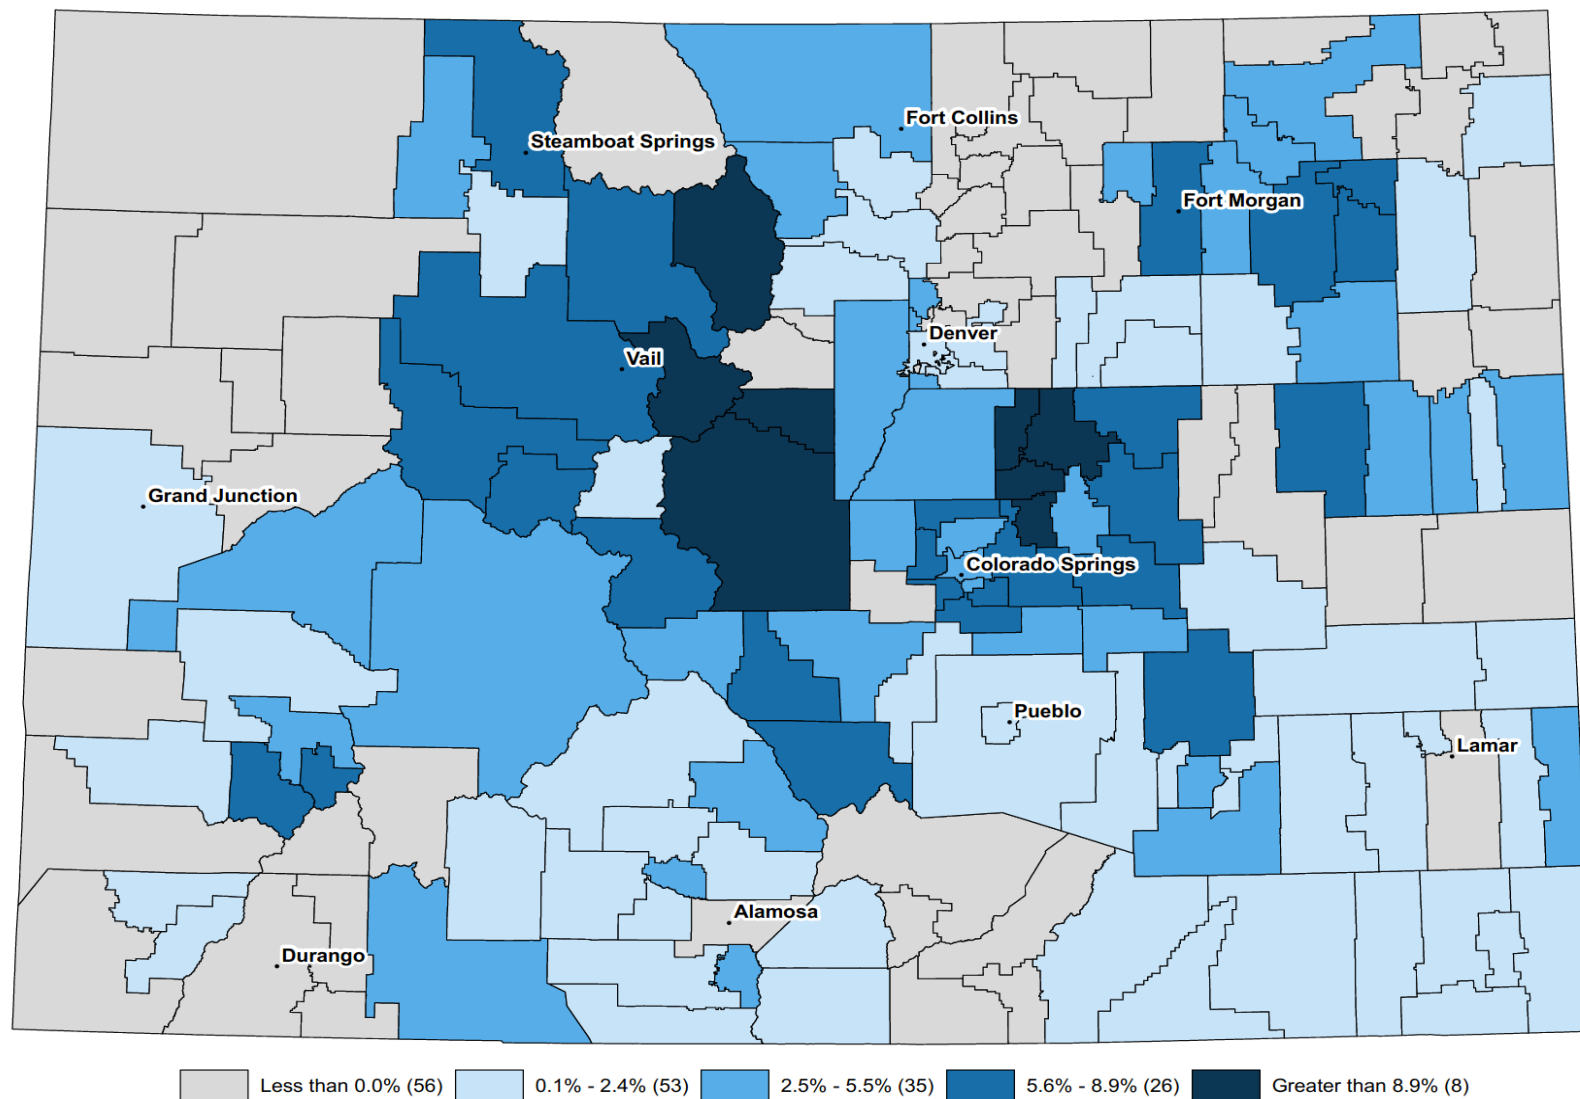 Fort Collins
Steamboat Springs
Fort Morgan
Denver
Vail
Grand Junction
Colorado Springs
Pueblo
Lamar
Alamosa
Durango
Less than 0.0% (56) 0.1% - 2.4% (53) 2.5% - 5.5% (35) 5.6% - 8.9% (26) Greater than 8.9% (8)